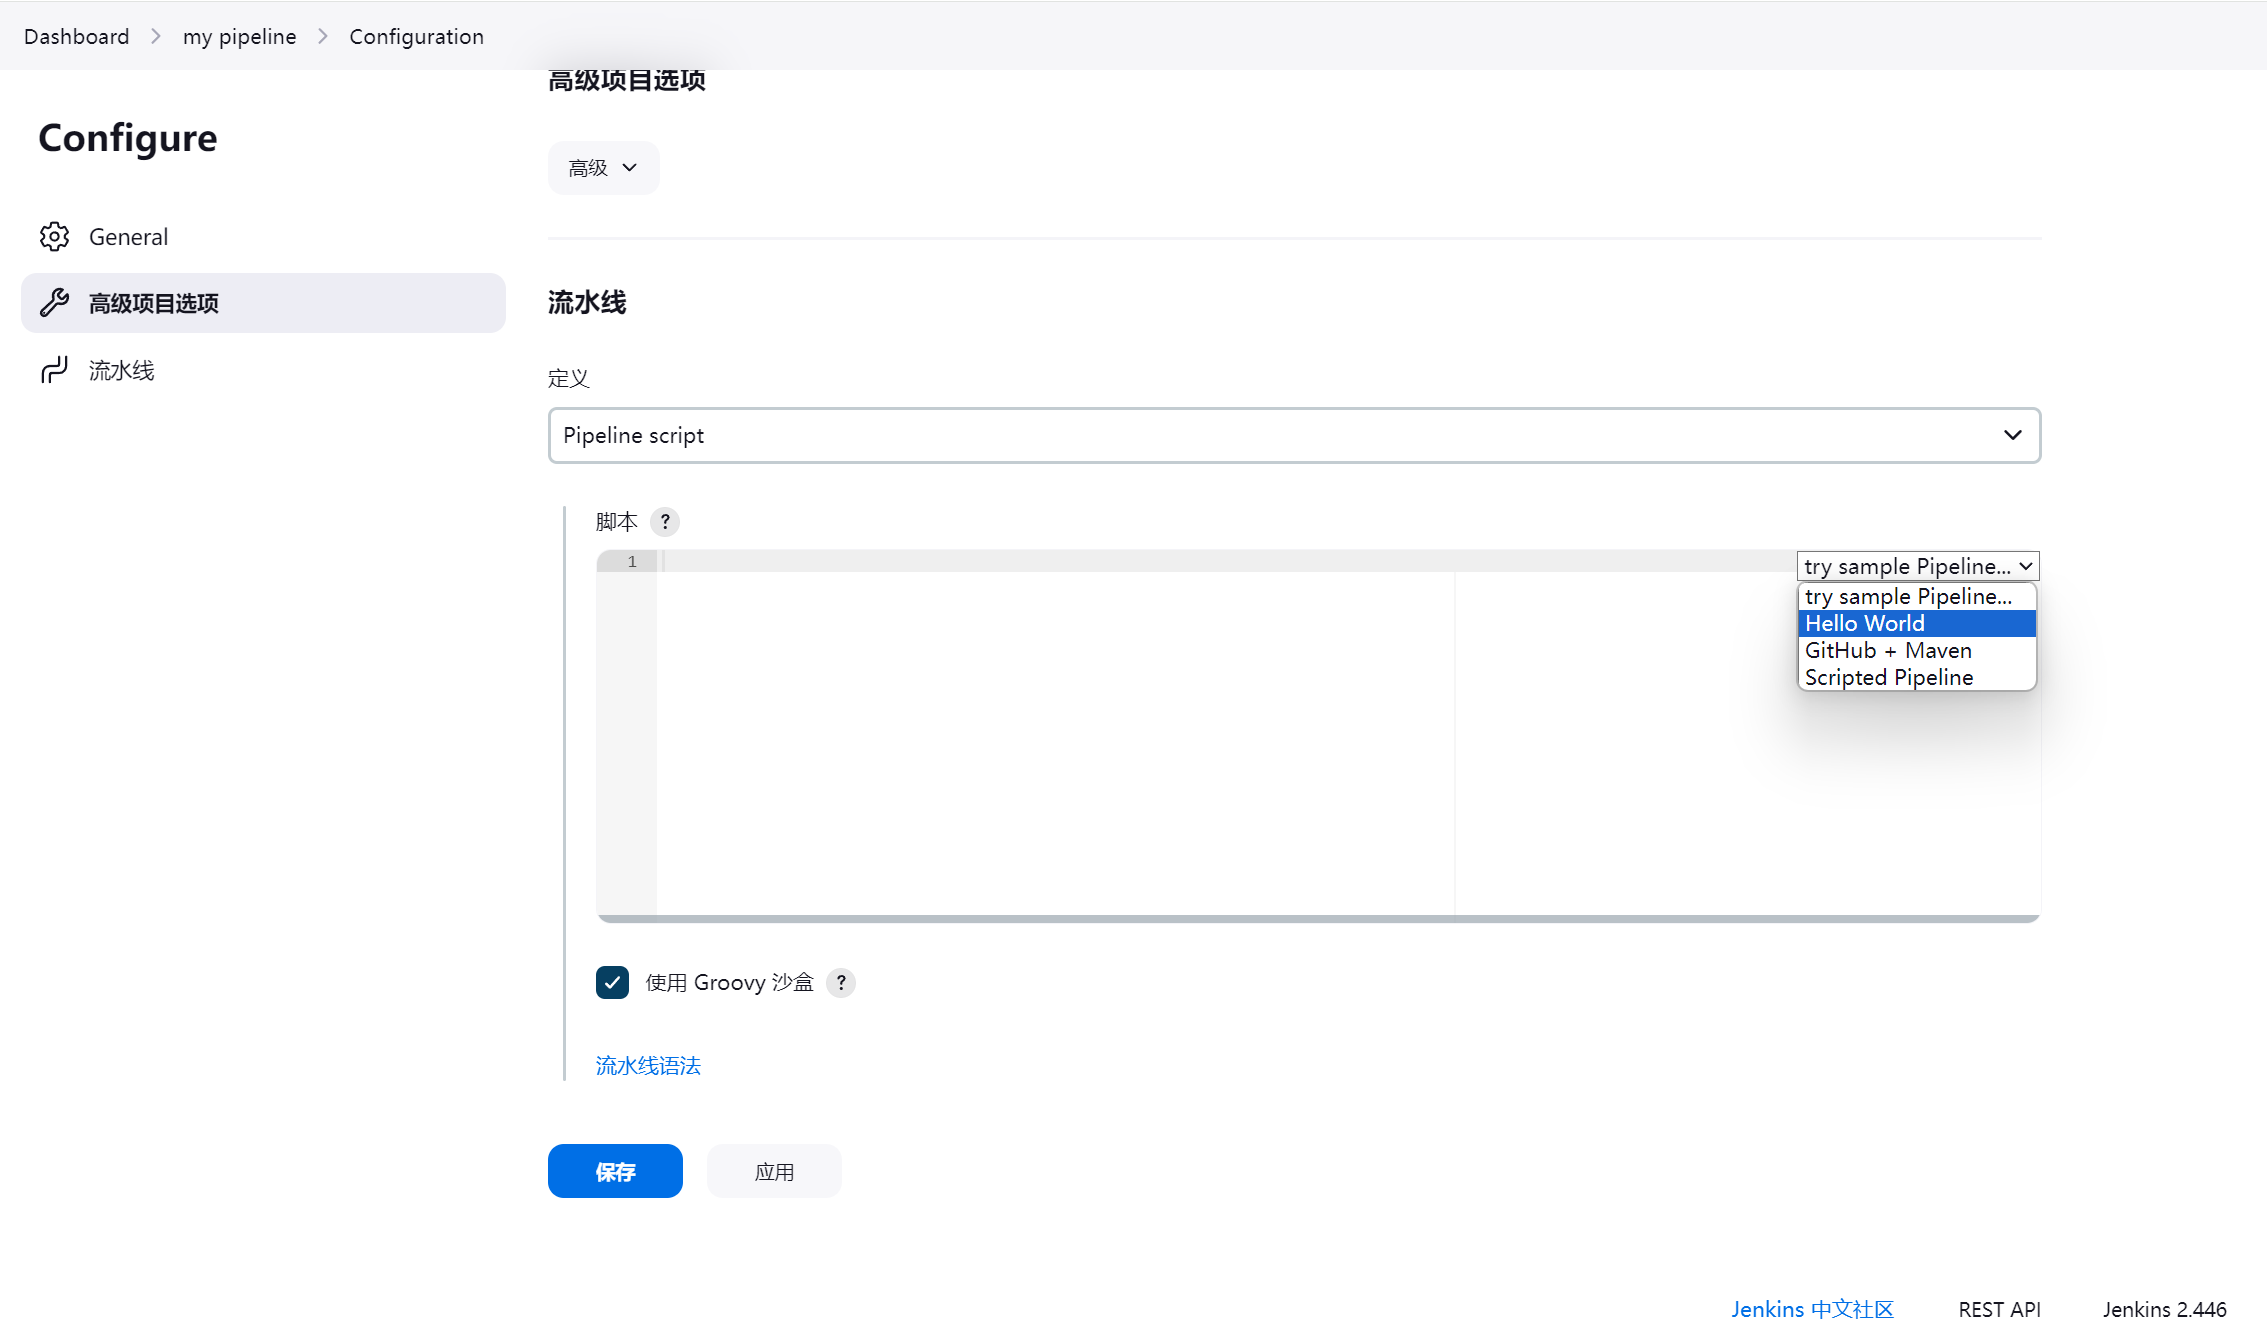 Dashboard > my pipeline > Configuration
Configure
General
高级项目选项
流水线
高级项目选项
高级
流水线
定义
Pipeline script
脚本 ?
1
try sample Pipeline...
try sample Pipeline...
Hello World
GitHub + Maven
Scripted Pipeline
使用 Groovy 沙盒 ?
流水线语法
保存 应用
Jenkins 中文社区 REST API Jenkins 2.446